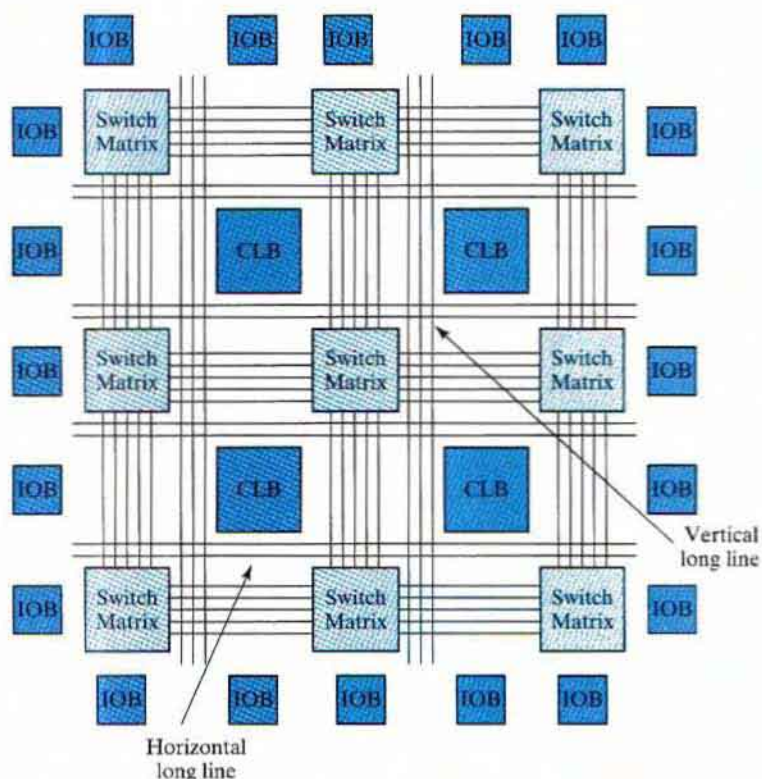 IOB IOB IOB IOB IOB
IOB Switch Matrix Switch Matrix Switch Matrix IOB
IOB CLB CLB IOB
IOB Switch Matrix Switch Matrix Switch Matrix IOB
IOB CLB CLB IOB
Vertical
long line
IOB Switch Matrix Switch Matrix Switch Matrix IOB
IOB IOB IOB IOB IOB
Horizontal
long line